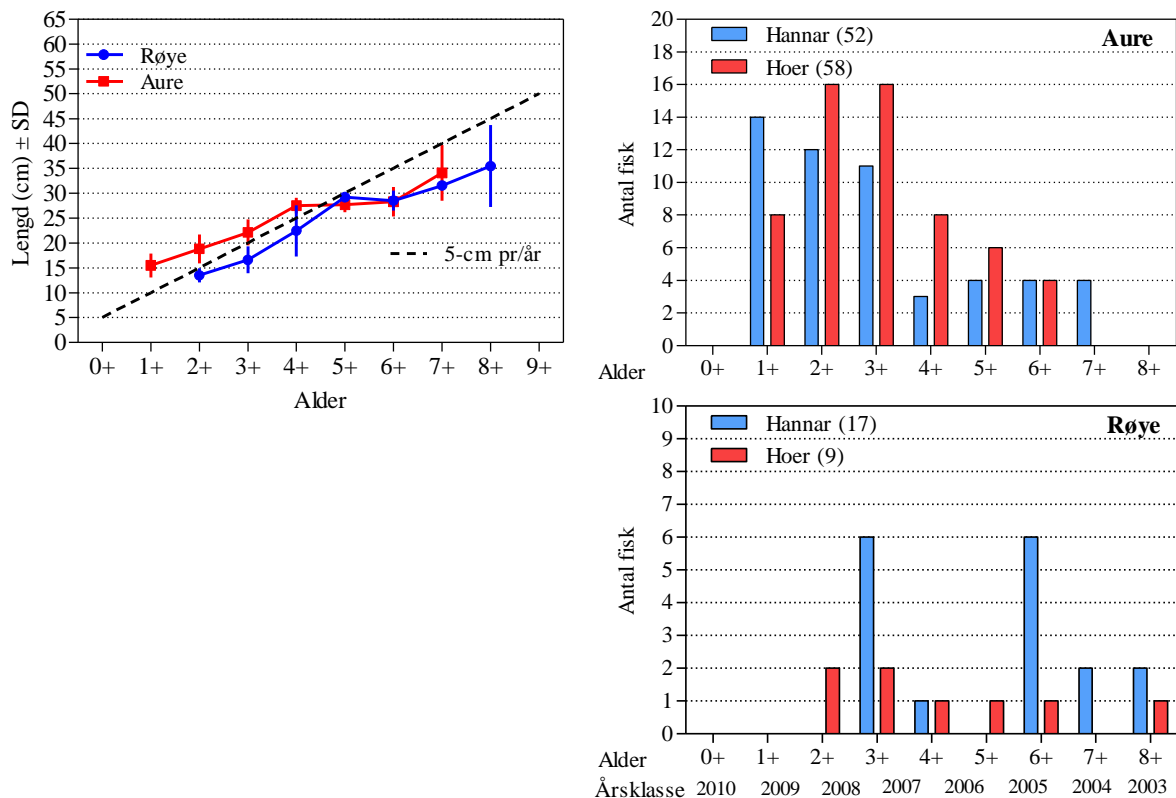 65
60
55
50
45
40
35
30
25
20
15
10
5
0
Lengd (cm) ± SD
Røye
Aure
5-cm pr/år
0+ 1+ 2+ 3+ 4+ 5+ 6+ 7+ 8+ 9+
Alder
20
18
16
14
12
10
8
6
4
2
0
Antal fisk
Hannar (52)
Hoer (58)
Aure
Alder 0+ 1+ 2+ 3+ 4+ 5+ 6+ 7+ 8+
10
9
8
7
6
5
4
3
2
1
0
Antal fisk
Hannar (17)
Hoer (9)
Røye
Alder 0+ 1+ 2+ 3+ 4+ 5+ 6+ 7+ 8+
Årsklasse 2010 2009 2008 2007 2006 2005 2004 2003